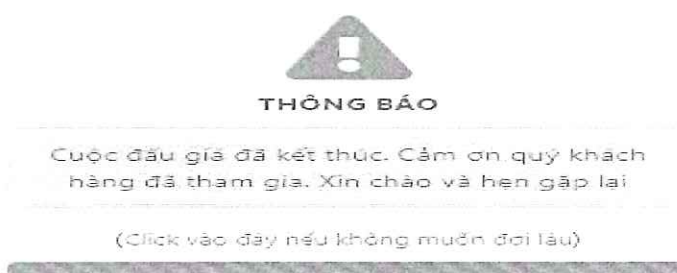 THÔNG BÁO
Cuộc đấu giá đã kết thúc. Cảm ơn quý khách
hàng đã tham gia. Xin chào và hẹn gặp lại
(Click vào đây nếu không muốn đợi lâu)